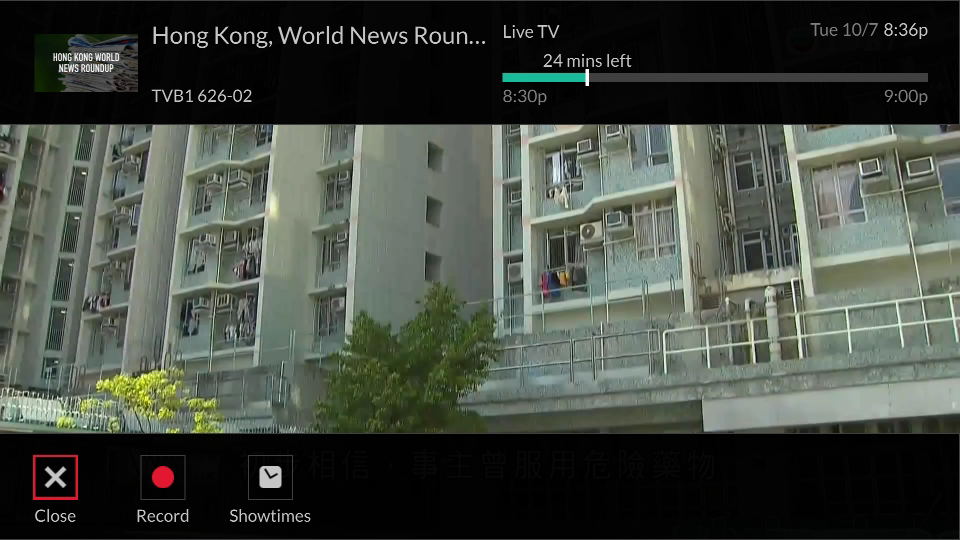 HONG KONG WORLD
NEWS ROUNDUP
Hong Kong, World News Roun...
TVB1 626-02
Live TV
Tue 10/7 8:36p
24 mins left
8:30p
9:00p
相信，事主曾服用危險藥物
Close
Record
Showtimes